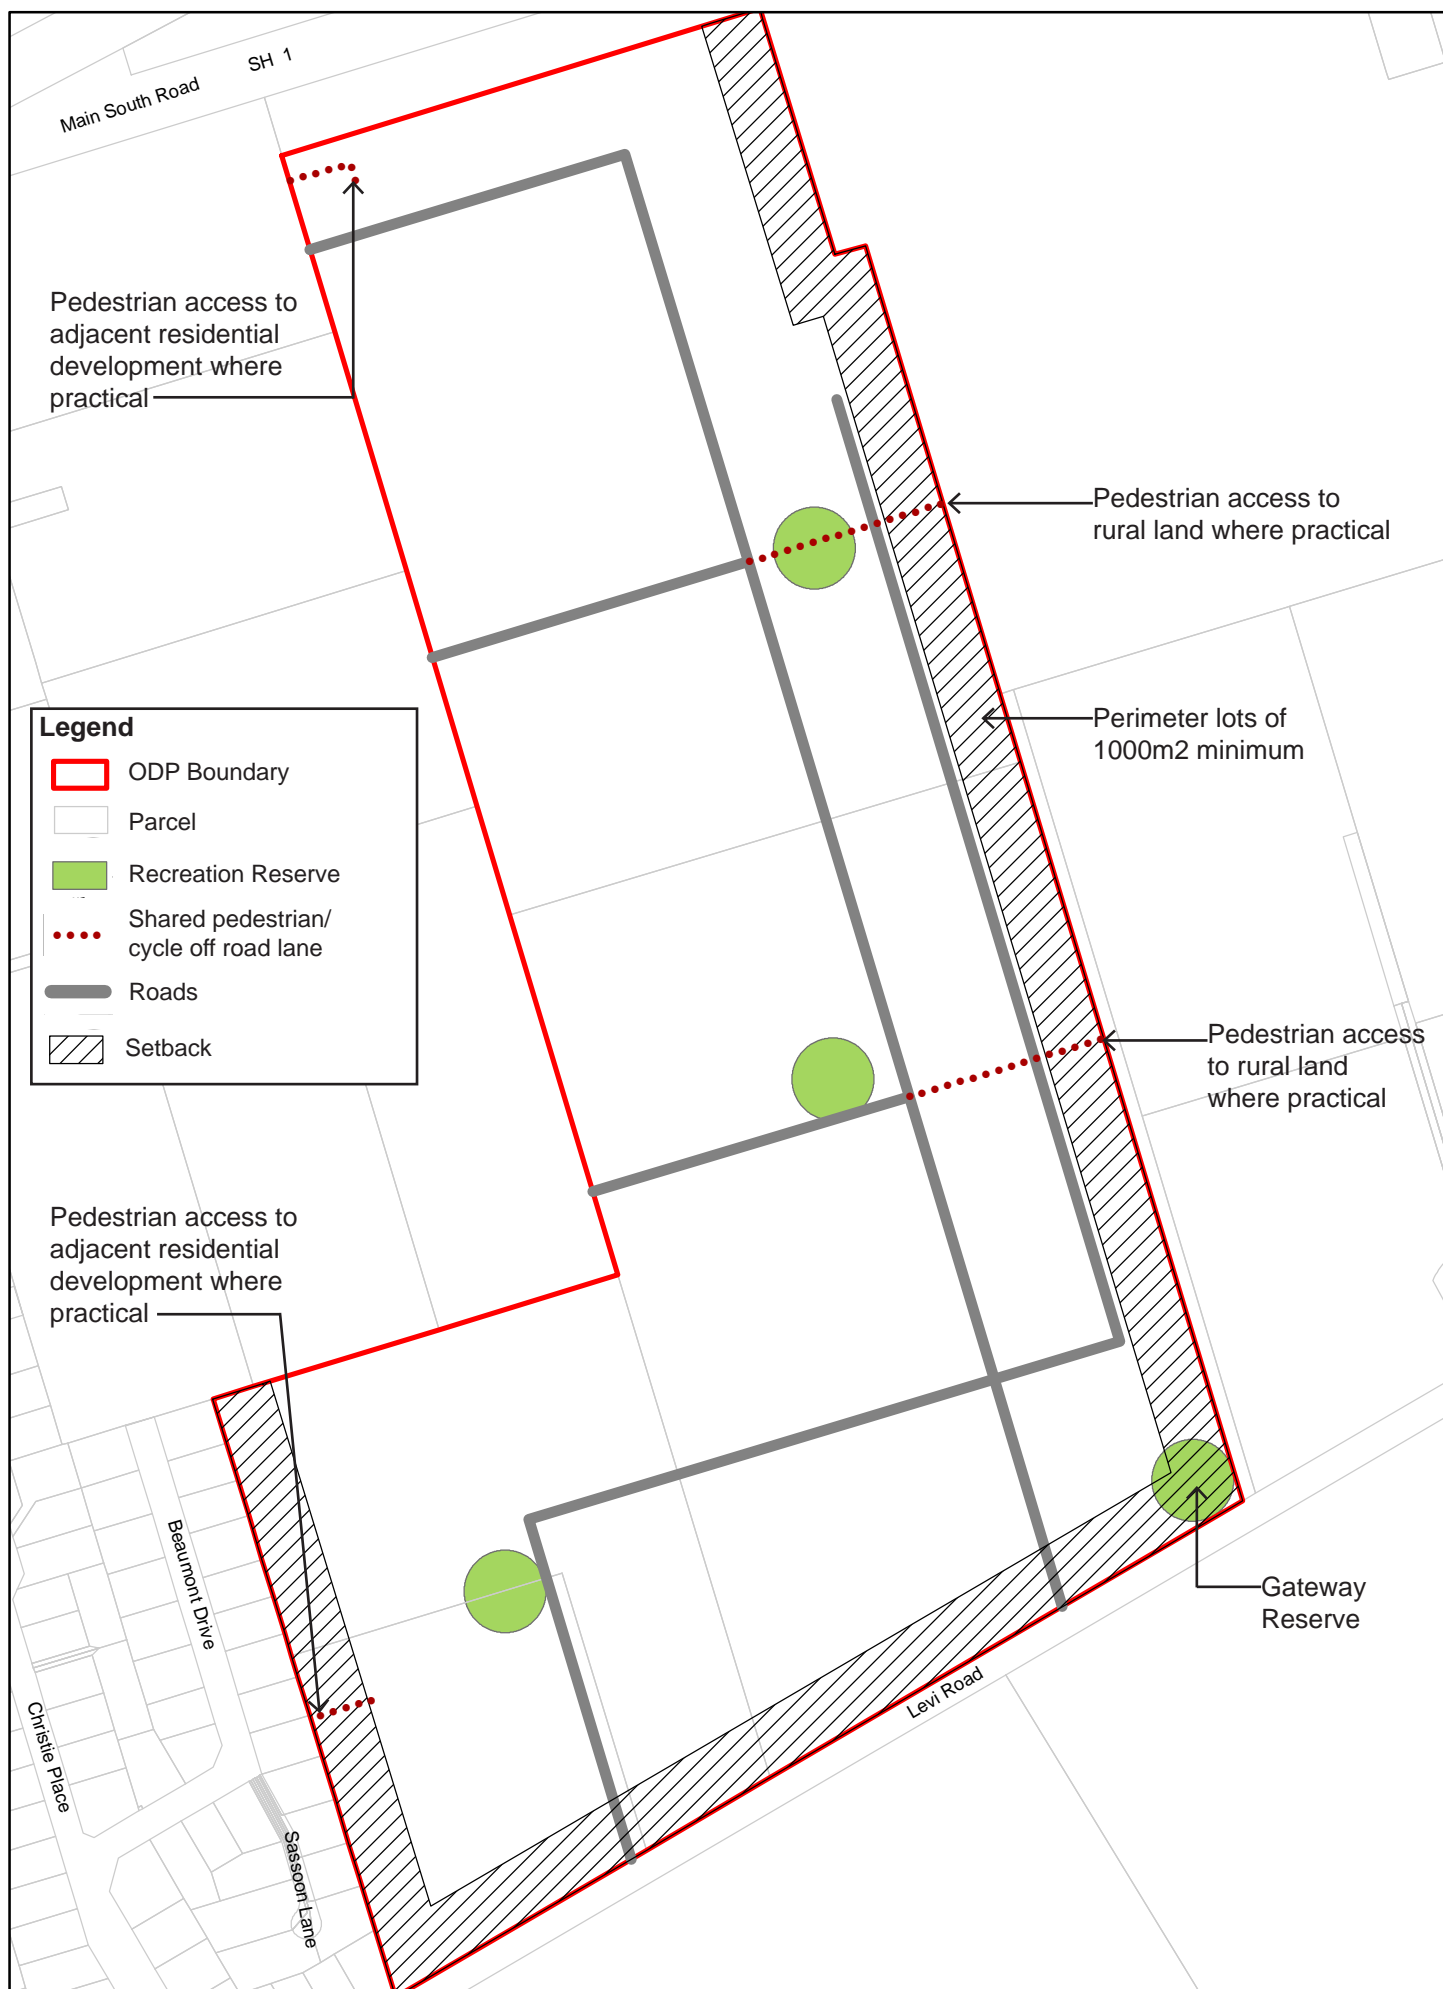 SH 1
Main South Road
Pedestrian access to
adjacent residential
development where
practical
Pedestrian access to
rural land where practical
Perimeter lots of
1000m2 minimum
Legend
ODP Boundary
Parcel
Recreation Reserve
Shared pedestrian/
cycle off road lane
Roads
Setback
Pedestrian access
to rural land
where practical
Pedestrian access to
adjacent residential
development where
practical
Beaumont Drive
Gateway
Reserve
Levi Road
Christie Place
Sassoon Lane